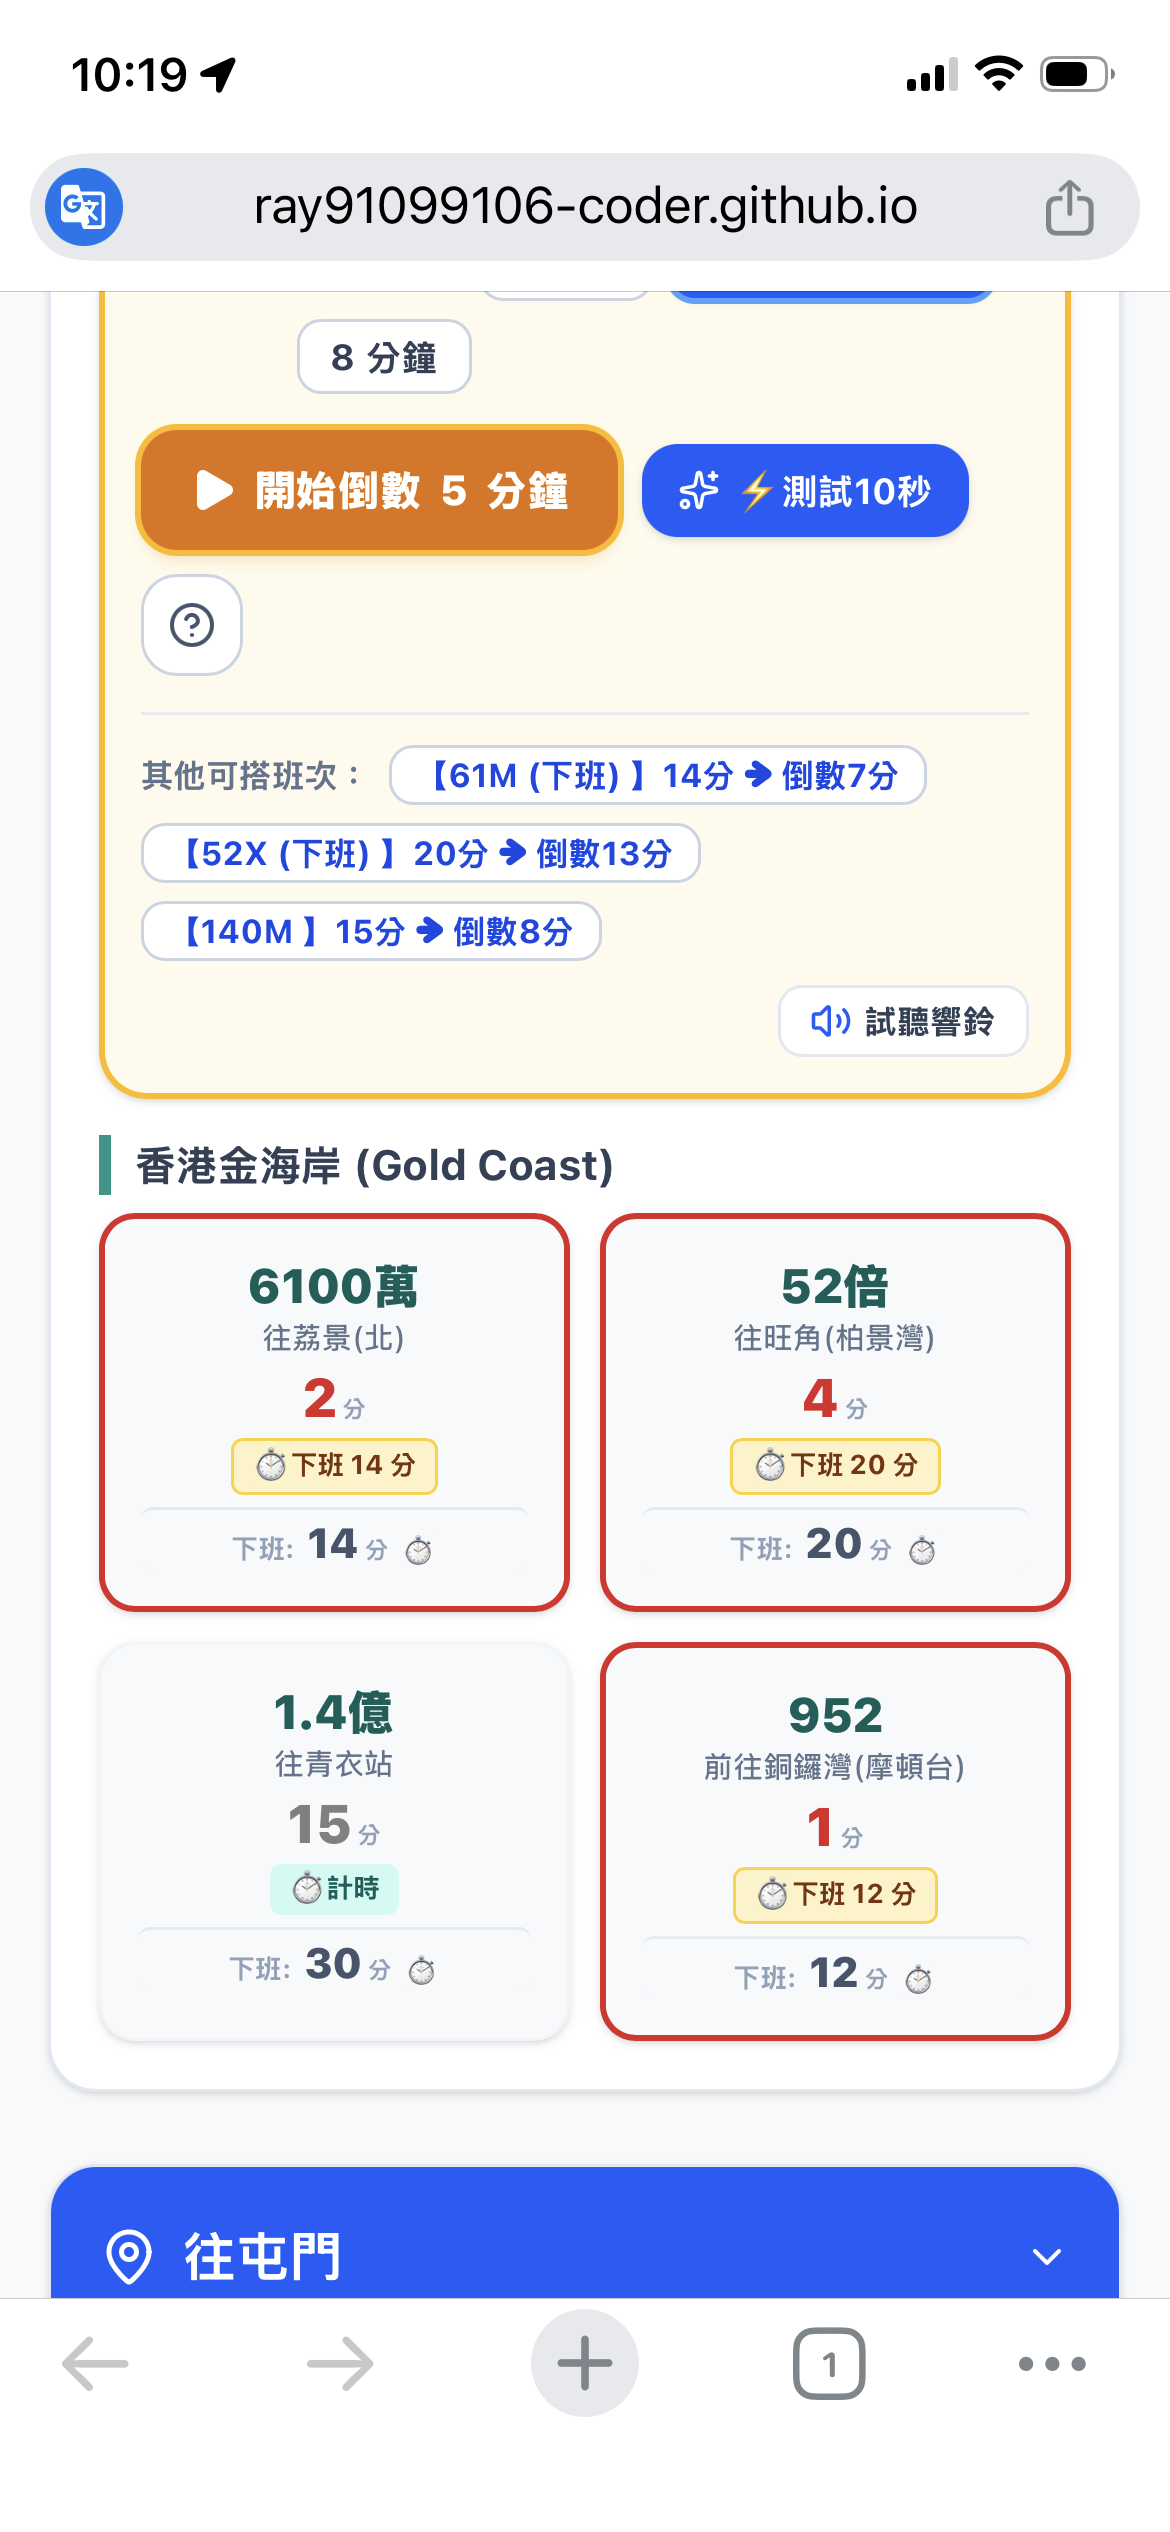 10:19
ray91099106-coder.github.io
8 分鐘
開始倒數 5 分鐘
⚡測試10秒
其他可搭班次：
【61M (下班) 】14分 ➔ 倒數7分
【52X (下班) 】20分 ➔ 倒數13分
【140M 】15分 ➔ 倒數8分
試聽響鈴
香港金海岸 (Gold Coast)
6100萬
往荔景(北)
2 分
⏱️下班 14 分
下班: 14 分 ⏱️
52倍
往旺角(柏景灣)
4 分
⏱️下班 20 分
下班: 20 分 ⏱️
1.4億
往青衣站
15 分
⏱️計時
下班: 30 分 ⏱️
952
前往銅鑼灣(摩頓台)
1 分
⏱️下班 12 分
下班: 12 分 ⏱️
往屯門
1